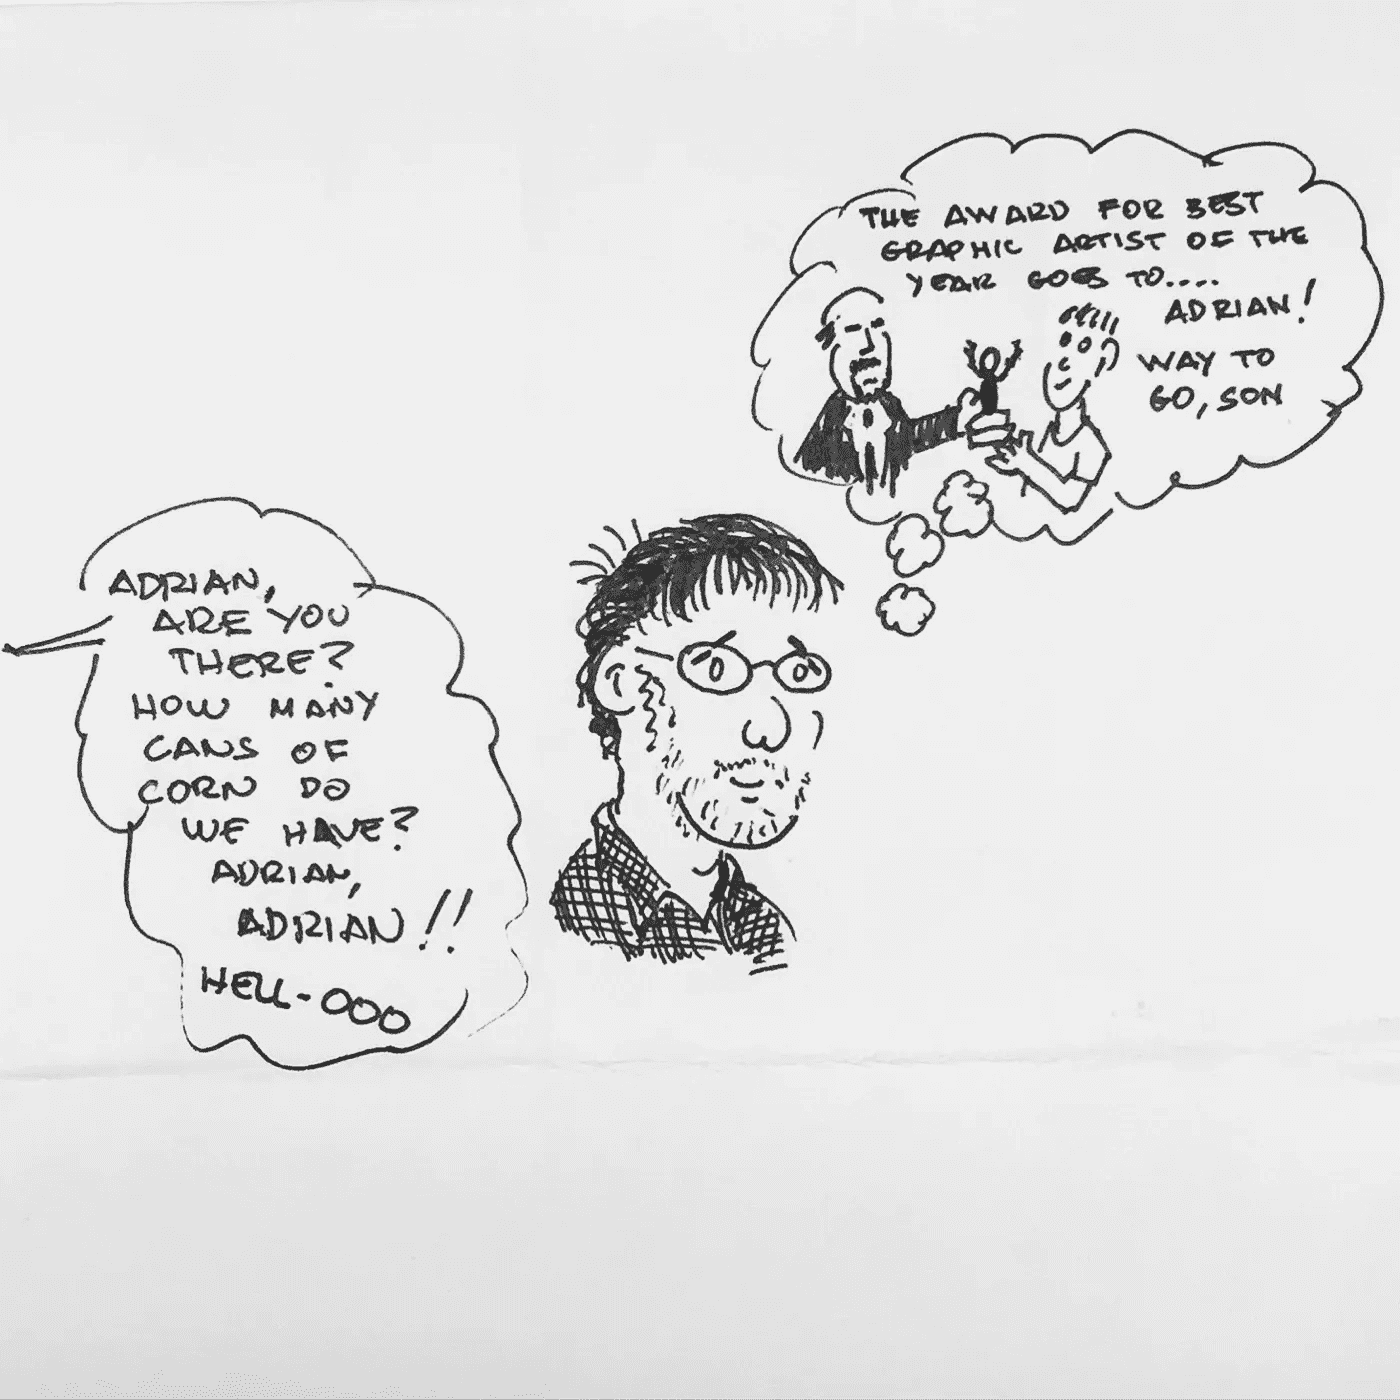 ADRIAN,
ARE YOU
THERE?
HOW MANY
CANS OF
CORN DO
WE HAVE?
ADRIAN,
ADRIAN!!
HELL-OOO
THE AWARD FOR BEST
GRAPHIC ARTIST OF THE
YEAR GOES TO....
ADRIAN!
WAY TO
GO, SON